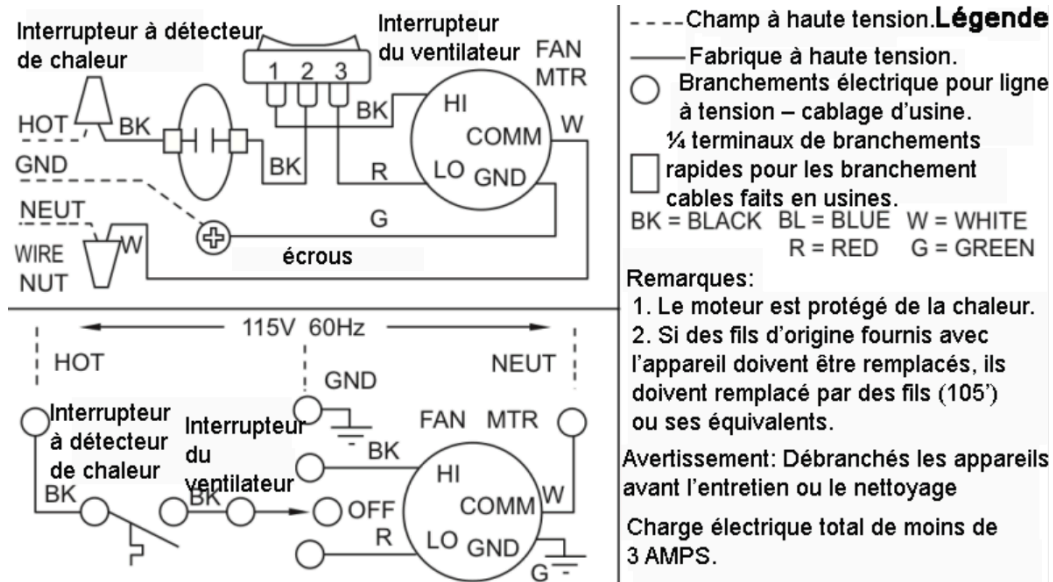 Interrupteur à détecteur
de chaleur
Interrupteur
du ventilateur
FAN
MTR
1 2 3
HOT
BK
BK
HI
COMM
W
GND
BK
R
LO
GND
NEUT
G
WIRE
NUT
W
écrous
115V 60Hz
HOT
NEUT
GND
Interrupteur
à détecteur
de chaleur
Interrupteur
du
ventilateur
FAN MTR
BK
HI
BK
BK
OFF
COMM
W
R
LO
GND
G
Champ à haute tension.Légende
Fabrique à haute tension.
Branchements électrique pour ligne
à tension – cablage d'usine.
¼ terminaux de branchements
rapides pour les branchement
cables faits en usines.
BK = BLACK BL = BLUE W = WHITE
R = RED G = GREEN
Remarques:
1. Le moteur est protégé de la chaleur.
2. Si des fils d'origine fournis avec
l'appareil doivent être remplacés, ils
doivent remplacé par des fils (105')
ou ses équivalents.
Avertissement: Débranchés les appareils
avant l'entretien ou le nettoyage
Charge électrique total de moins de
3 AMPS.